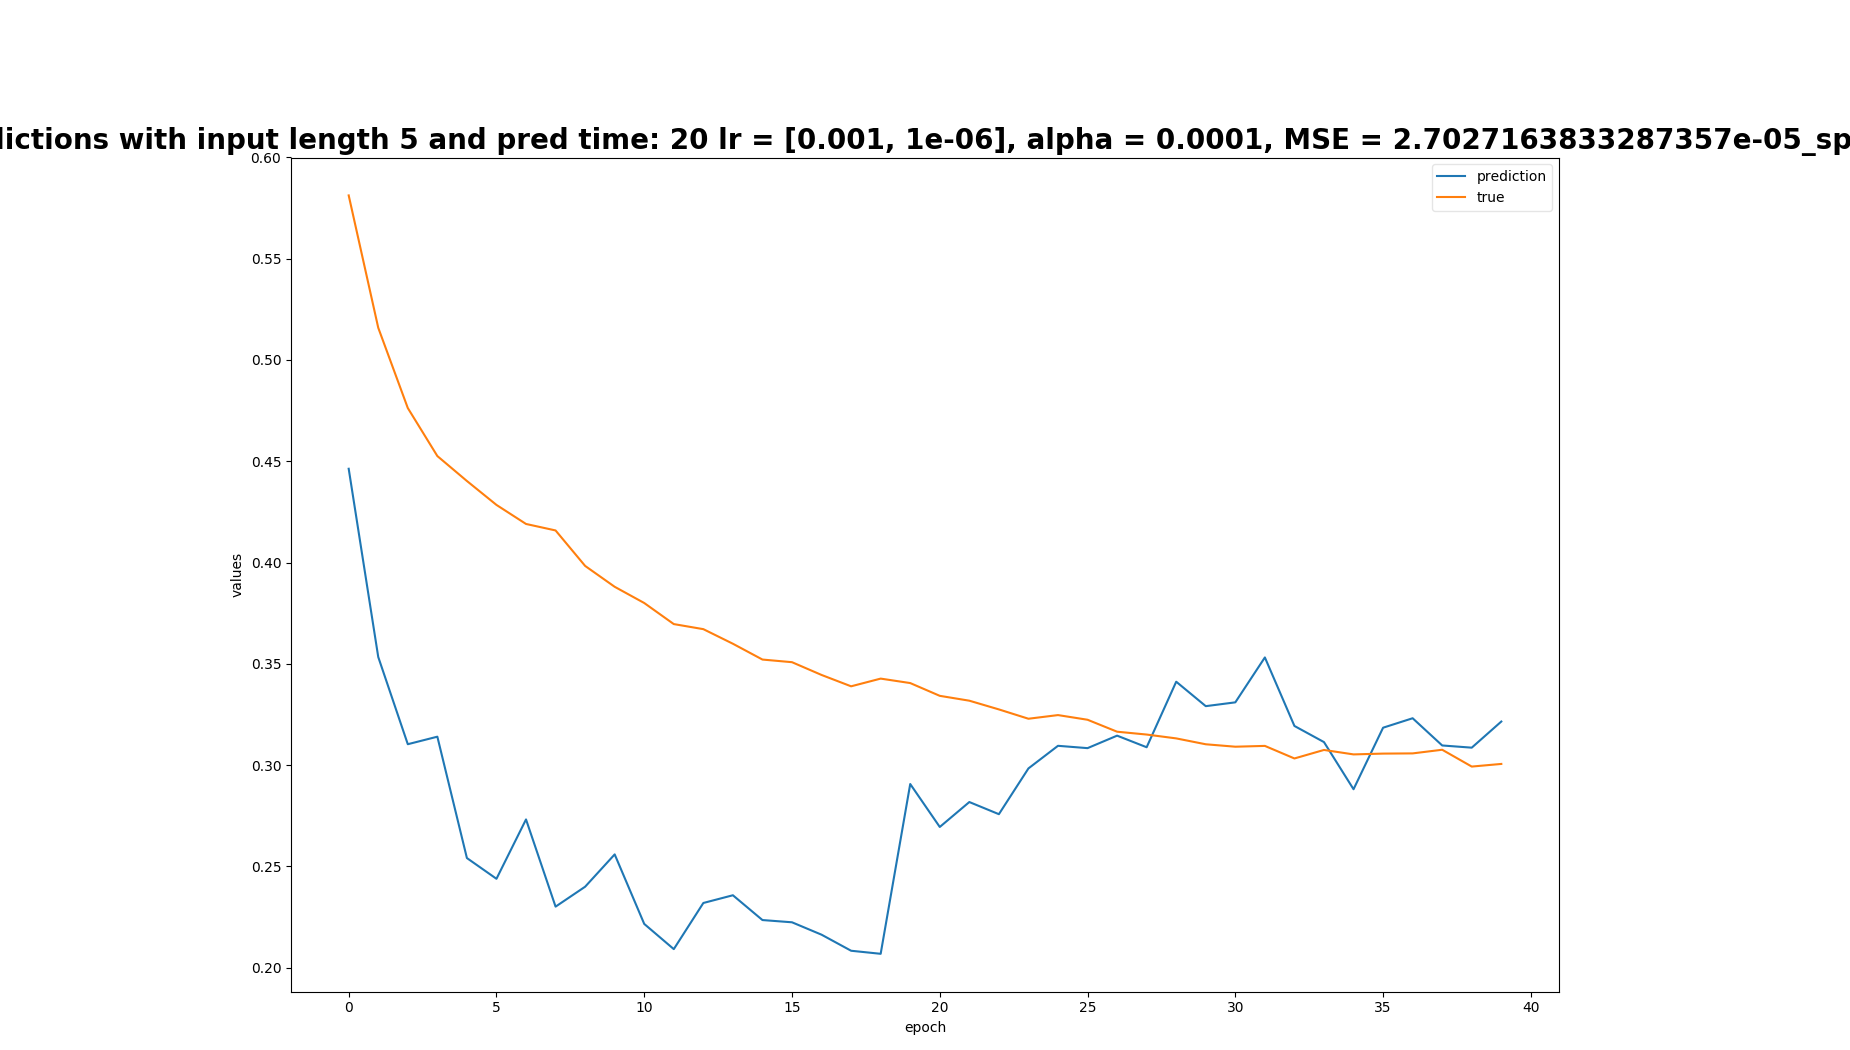 dictions with input length 5 and pred time: 20 lr = [0.001, 1e-06], alpha = 0.0001, MSE = 2.7027163833287357e-05_sp
prediction
true
0.60
0.55
0.50
0.45
0.40
0.35
0.30
0.25
0.20
values
0 5 10 15 20 25 30 35 40
epoch